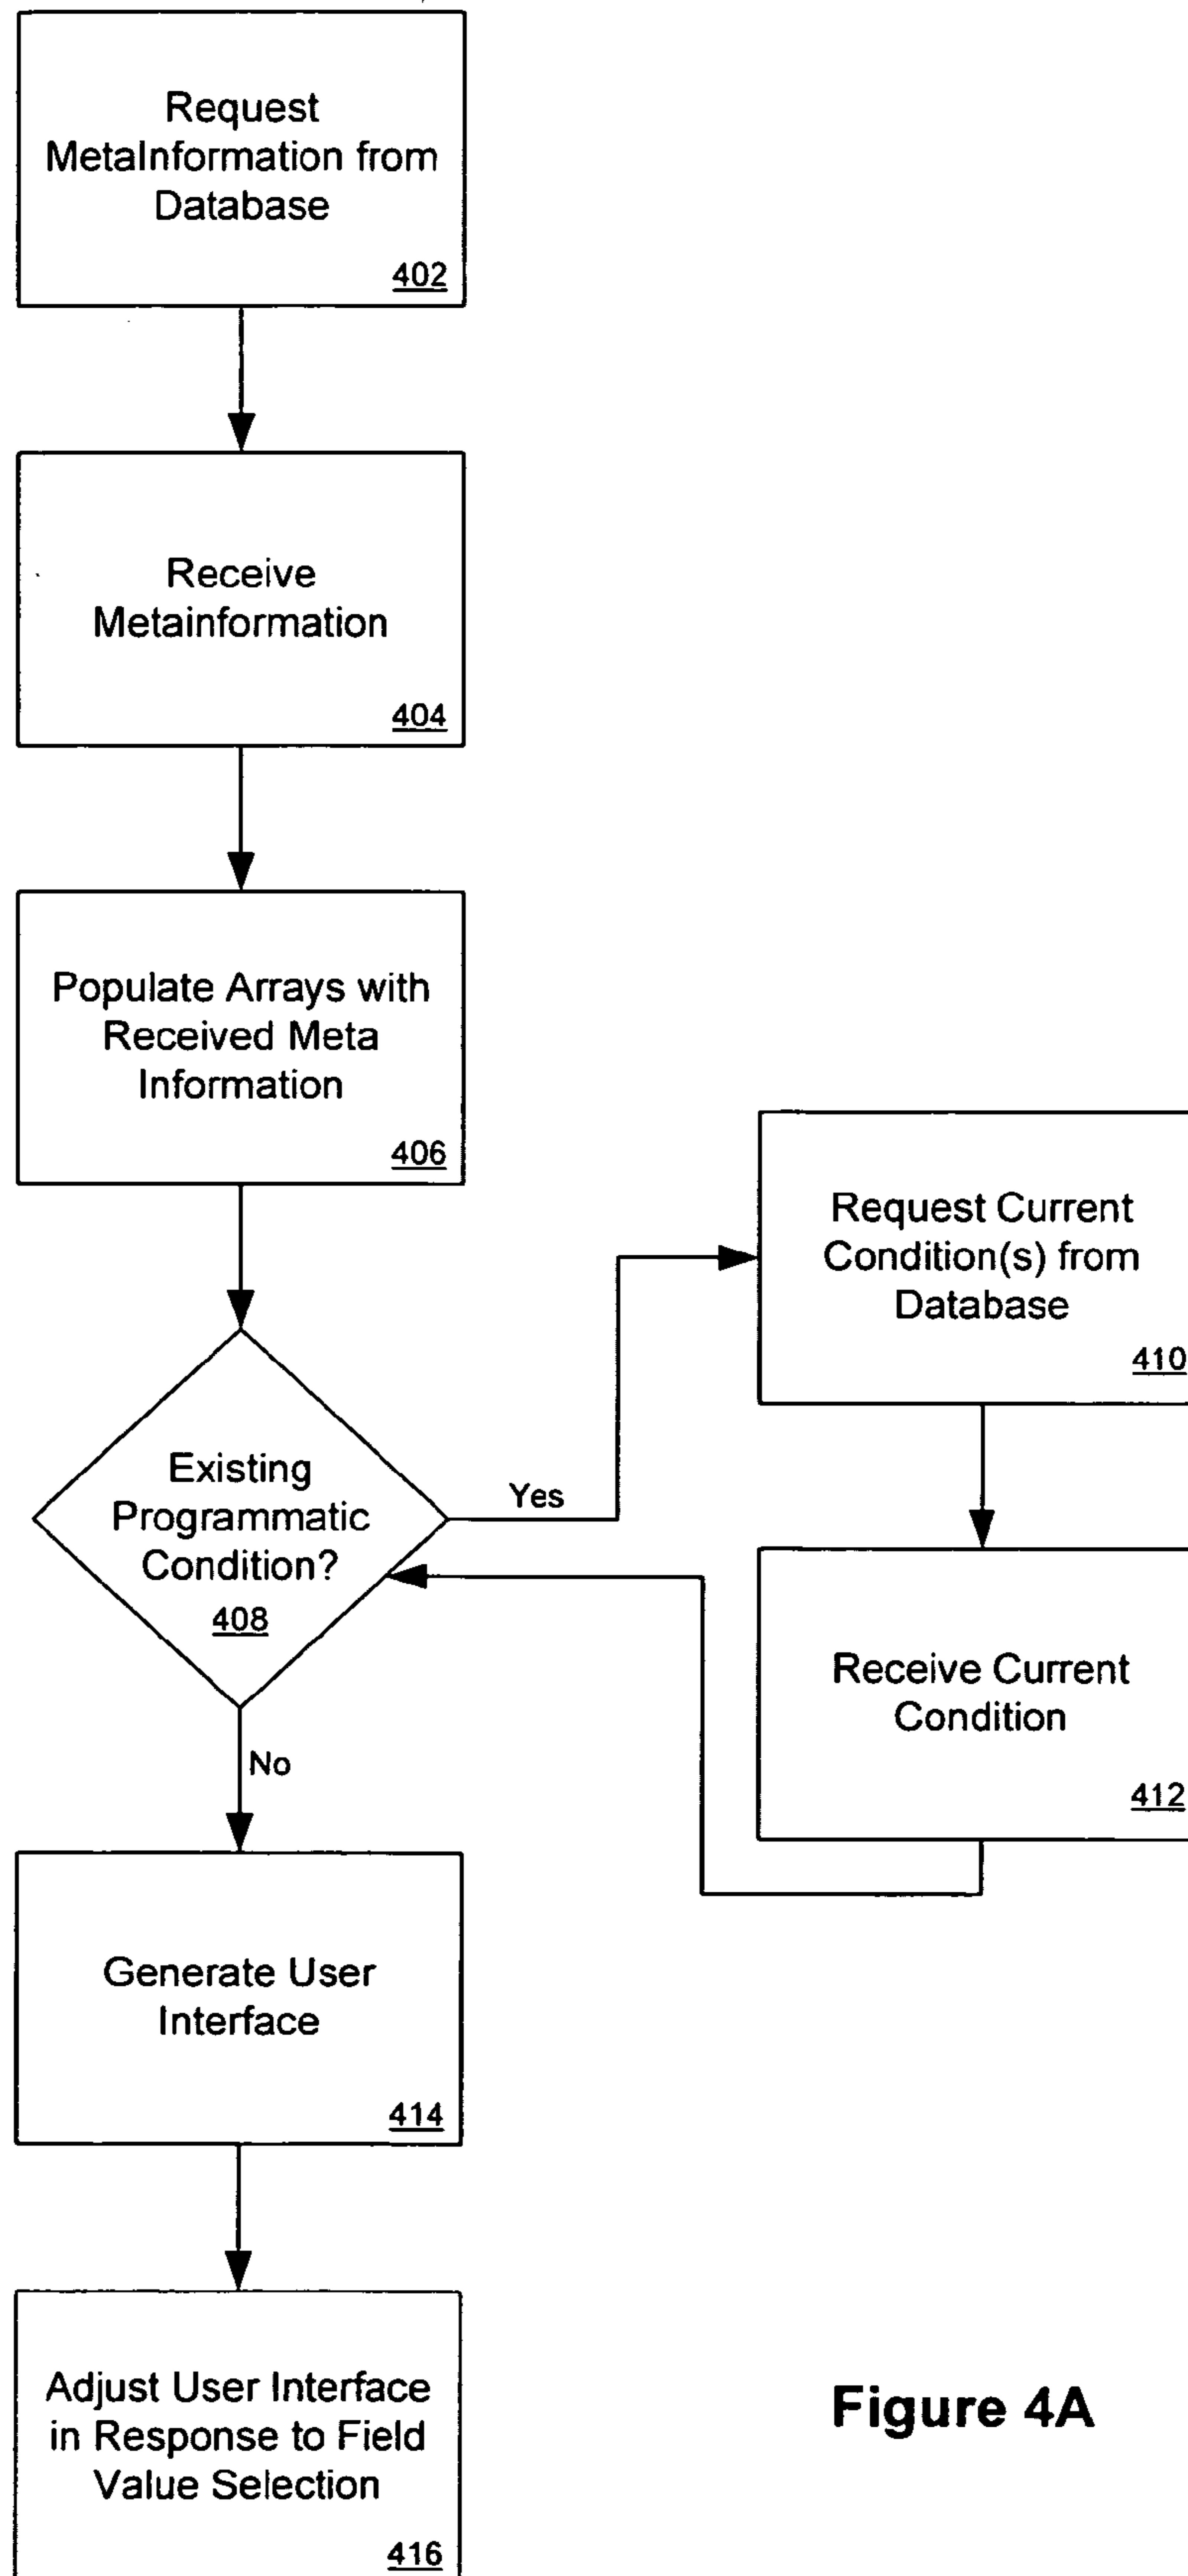 Request
MetaInformation from
Database
402
Receive
Metainformation
404
Populate Arrays with
Received Meta
Information
406
Existing
Programmatic
Condition?
408
Yes
No
Request Current
Condition(s) from
Database
410
Receive Current
Condition
412
Generate User
Interface
414
Adjust User Interface
in Response to Field
Value Selection
416
Figure 4A